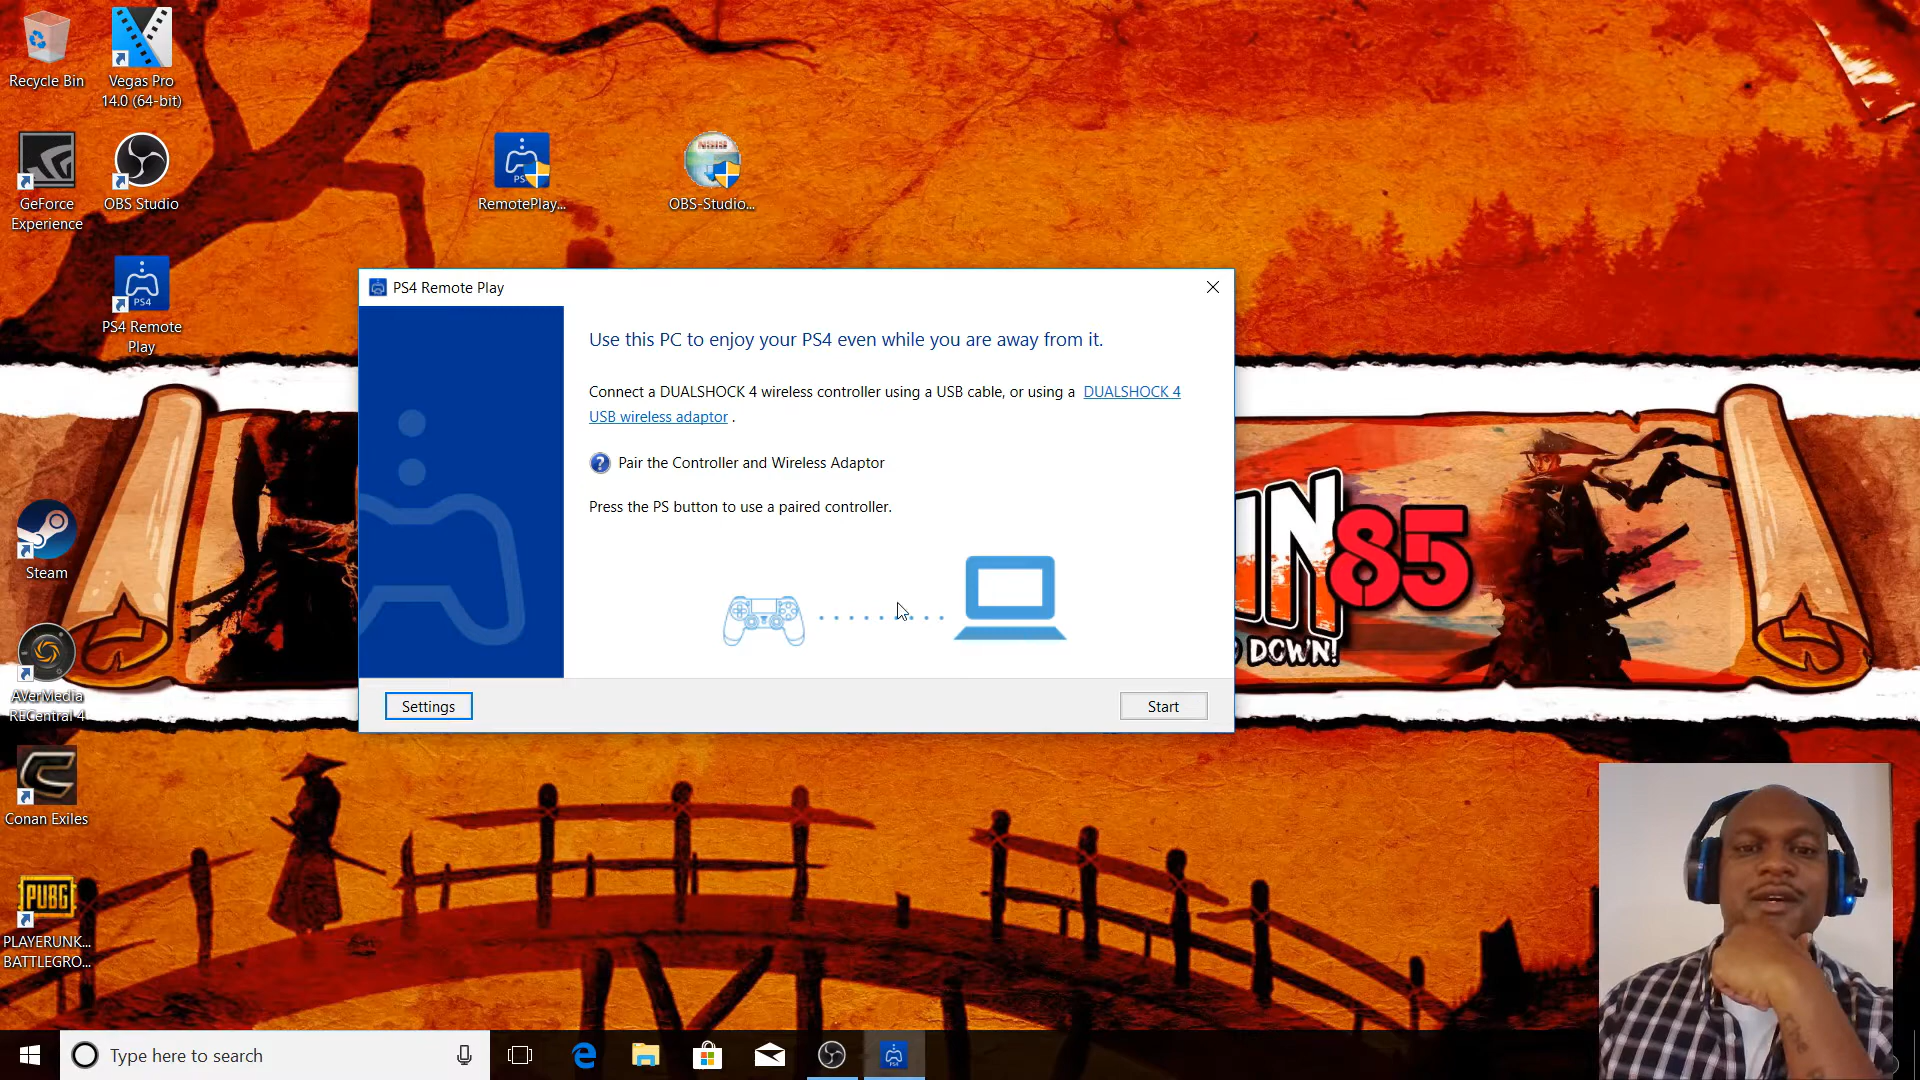 Recycle Bin
Vegas Pro
14.0 (64-bit)
GeForce
Experience
OBS Studio
PS4
PS4 Remote
Play
PS
RemotePlay...
NSIS
OBS-Studio...
Steam
AVerMedia
RECentral 4
Conan Exiles
PUBG
PLAYERUNK...
BATTLEGRO...
PS4 Remote Play
Use this PC to enjoy your PS4 even while you are away from it.
Connect a DUALSHOCK 4 wireless controller using a USB cable, or using a DUALSHOCK 4
USB wireless adaptor .
? Pair the Controller and Wireless Adaptor
Press the PS button to use a paired controller.
Settings
Start
IN
85
DOWN!
Type here to search
PS4